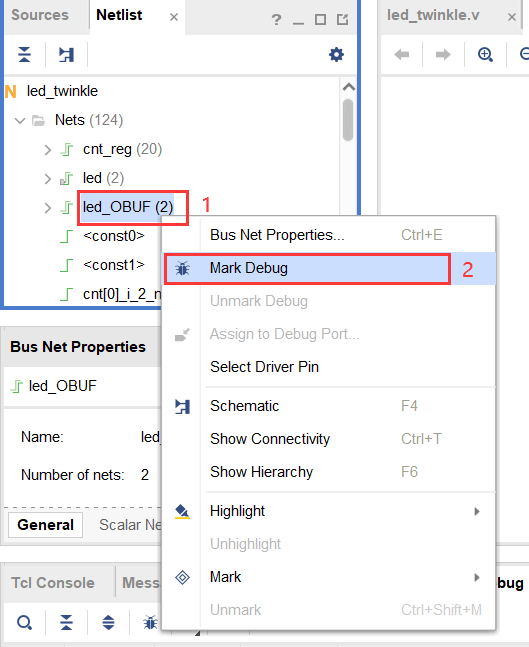 Sources
Netlist
led_twinkle.v
led_twinkle
Nets (124)
cnt_reg (20)
led (2)
led_OBUF (2)
1
<const0>
<const1>
cnt[0]_i_2_n
Bus Net Properties... Ctrl+E
Mark Debug
2
Unmark Debug
Assign to Debug Port...
Select Driver Pin
Schematic F4
Show Connectivity Ctrl+T
Show Hierarchy F6
Highlight
Unhighlight
Mark
Unmark Ctrl+Shift+M
Bus Net Properties
led_OBUF
Name: led_
Number of nets: 2
General
Scalar Ne
Tcl Console
Messa
ebug